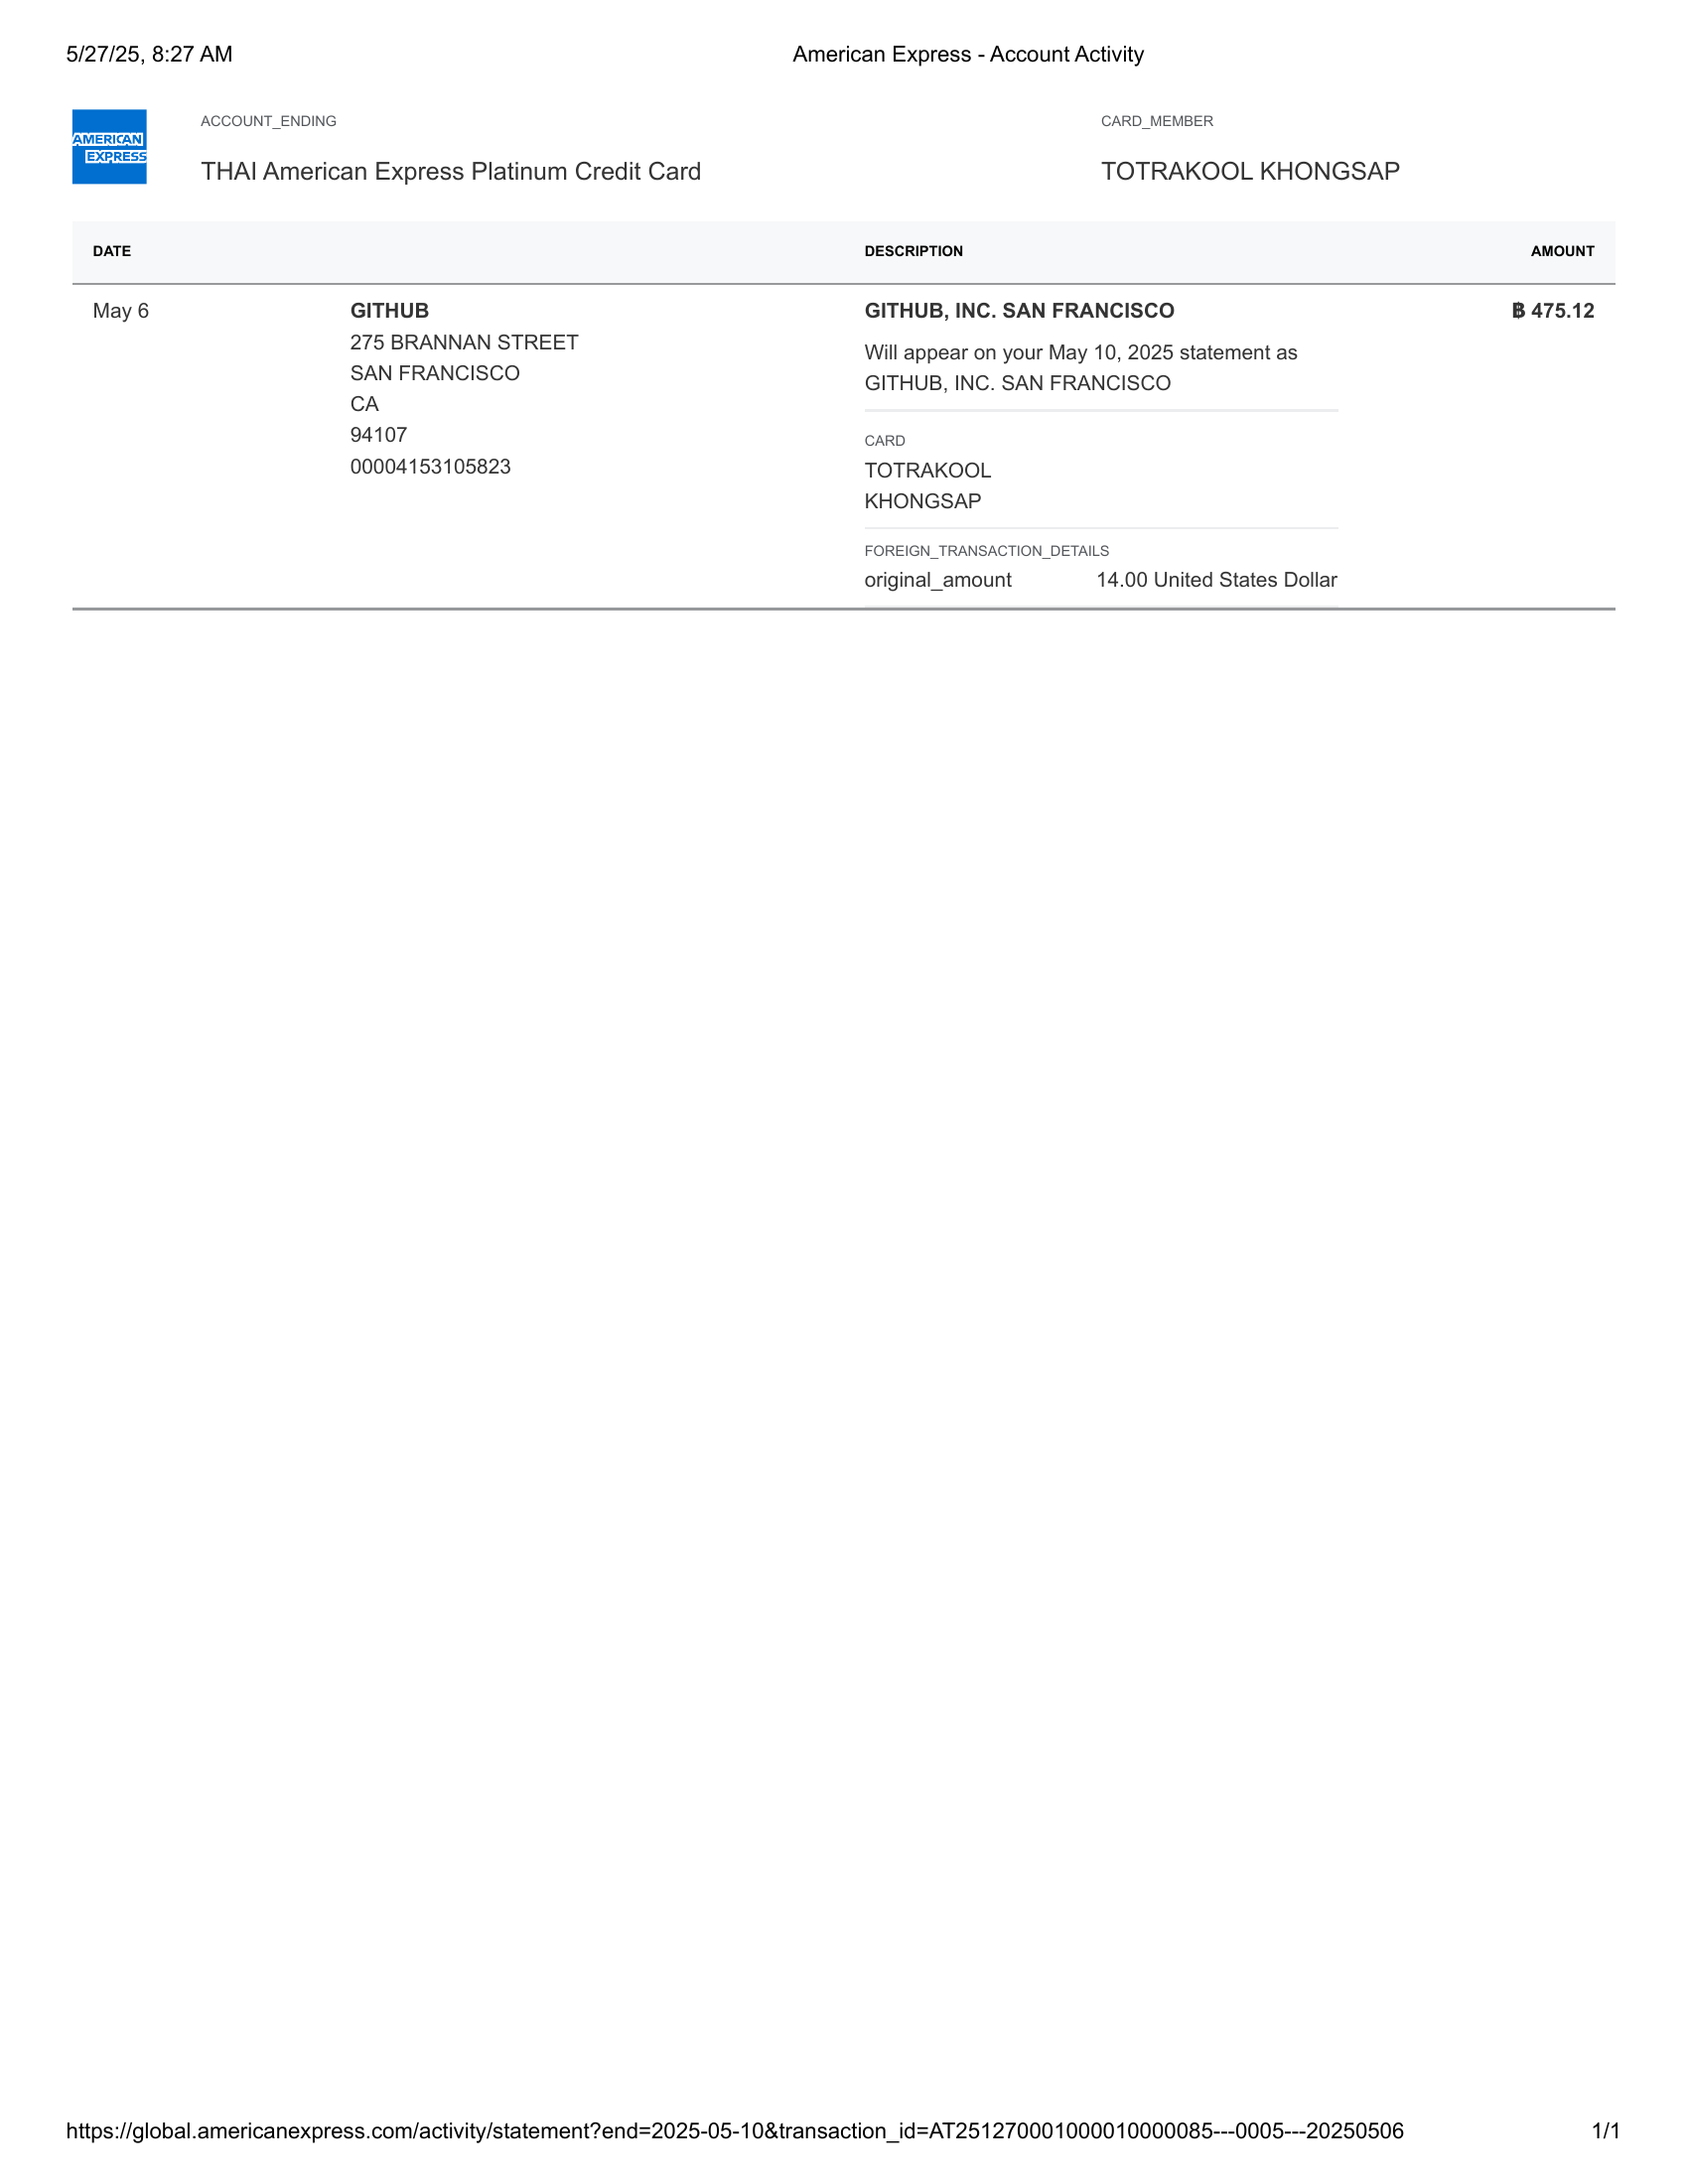 5/27/25, 8:27 AM American Express - Account Activity
AMERICAN
EXPRESS
ACCOUNT_ENDING CARD_MEMBER
THAI American Express Platinum Credit Card TOTRAKOOL KHONGSAP
DATE DESCRIPTION AMOUNT
May 6 GITHUB GITHUB, INC. SAN FRANCISCO ฿ 475.12
275 BRANNAN STREET
SAN FRANCISCO
CA
94107
00004153105823
Will appear on your May 10, 2025 statement as
GITHUB, INC. SAN FRANCISCO
CARD
TOTRAKOOL
KHONGSAP
FOREIGN_TRANSACTION_DETAILS
original_amount 14.00 United States Dollar
https://global.americanexpress.com/activity/statement?end=2025-05-10&transaction_id=AT251270001000010000085---0005---20250506 1/1